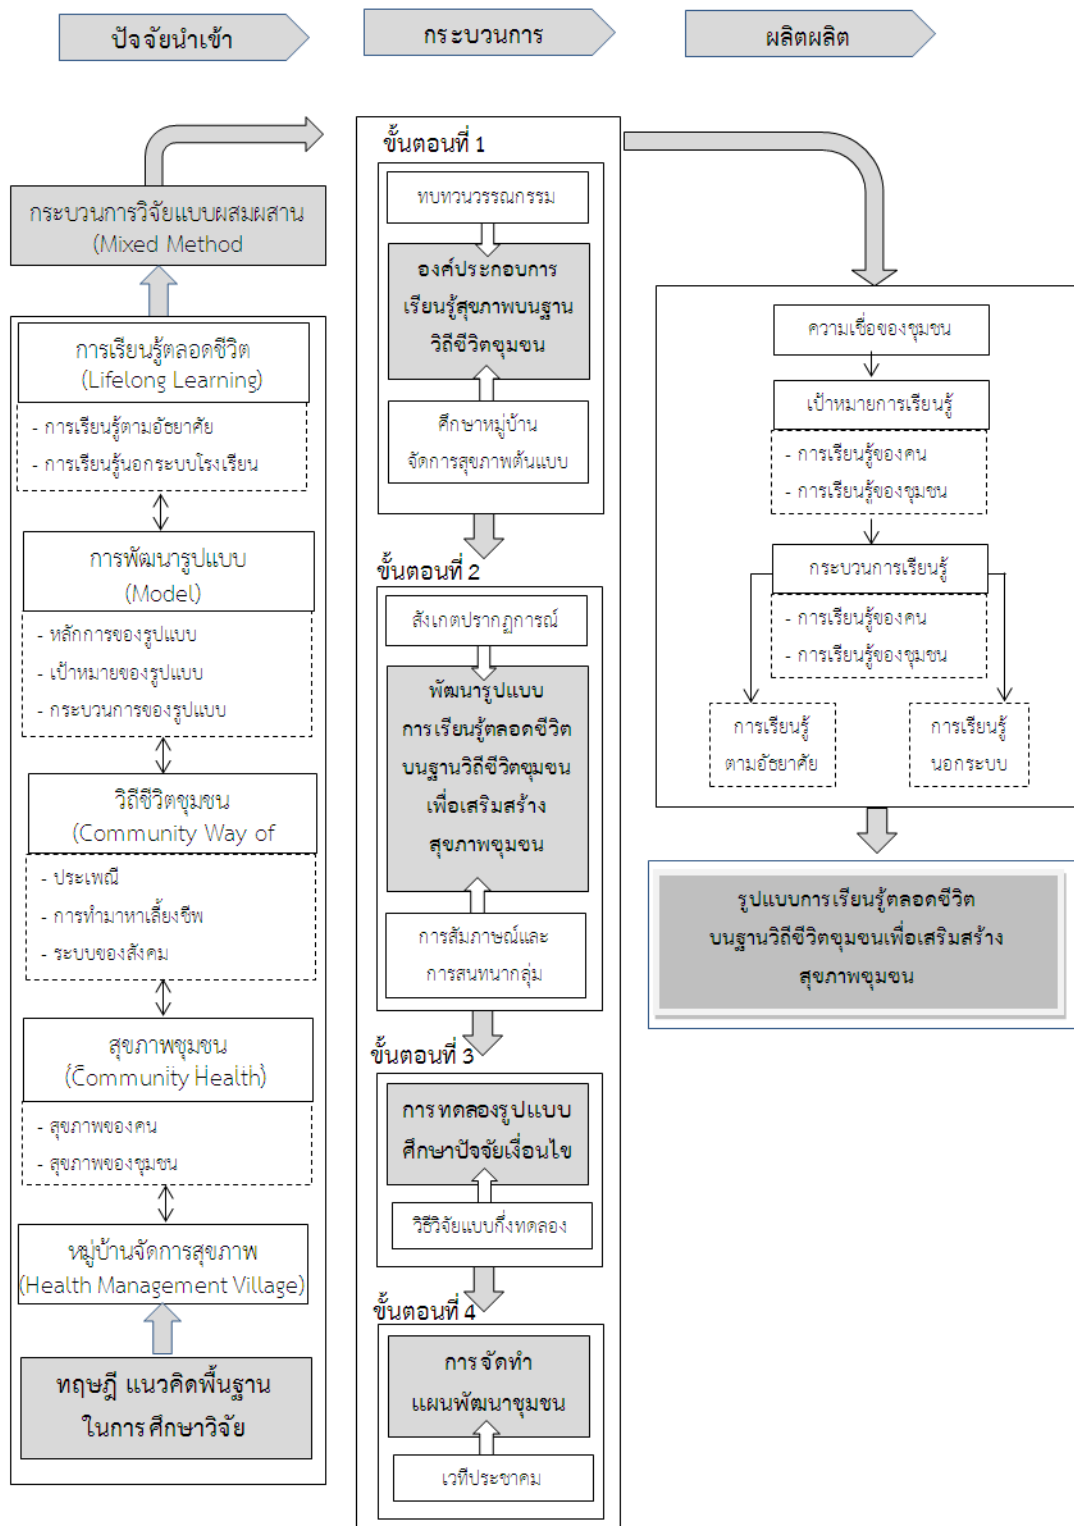 ปัจจัยนำเข้า
กระบวนการ
ผลิตผลิต
กระบวนการวิจัยแบบผสมผสาน
(Mixed Method
การเรียนรู้ตลอดชีวิต
(Lifelong Learning)
- การเรียนรู้ตามอัธยาศัย
- การเรียนรู้นอกระบบโรงเรียน
การพัฒนารูปแบบ
(Model)
- หลักการของรูปแบบ
- เป้าหมายของรูปแบบ
- กระบวนการของรูปแบบ
วิถีชีวิตชุมชน
(Community Way of
- ประเพณี
- การทำมาหาเลี้ยงชีพ
- ระบบของสังคม
สุขภาพชุมชน
(Community Health)
- สุขภาพของคน
- สุขภาพของชุมชน
หมู่บ้านจัดการสุขภาพ
(Health Management Village)
ทฤษฎี แนวคิดพื้นฐาน
ในการ ศึกษาวิจัย
ขั้นตอนที่ 1
ทบทวนวรรณกรรม
องค์ประกอบการ
เรียนรู้สุขภาพบนฐาน
วิถีชีวิตชุมชน
ศึกษาหมู่บ้าน
จัดการสุขภาพต้นแบบ
ขั้นตอนที่ 2
สังเกตปรากฏการณ์
พัฒนารูปแบบ
การเรียนรู้ตลอดชีวิต
บนฐานวิถีชีวิตชุมชน
เพื่อเสริมสร้าง
สุขภาพชุมชน
การสัมภาษณ์และ
การสนทนากลุ่ม
ขั้นตอนที่ 3
การทดลองรูปแบบ
ศึกษาปัจจัยเงื่อนไข
วิธีวิจัยแบบกึ่งทดลอง
ขั้นตอนที่ 4
การจัดทำ
แผนพัฒนาชุมชน
เวทีประชาคม
ความเชื่อของชุมชน
เป้าหมายการเรียนรู้
- การเรียนรู้ของคน
- การเรียนรู้ของชุมชน
กระบวนการเรียนรู้
- การเรียนรู้ของคน
- การเรียนรู้ของชุมชน
การเรียนรู้
ตามอัธยาศัย
การเรียนรู้
นอกระบบ
รูปแบบการเรียนรู้ตลอดชีวิต
บนฐานวิถีชีวิตชุมชนเพื่อเสริมสร้าง
สุขภาพชุมชน